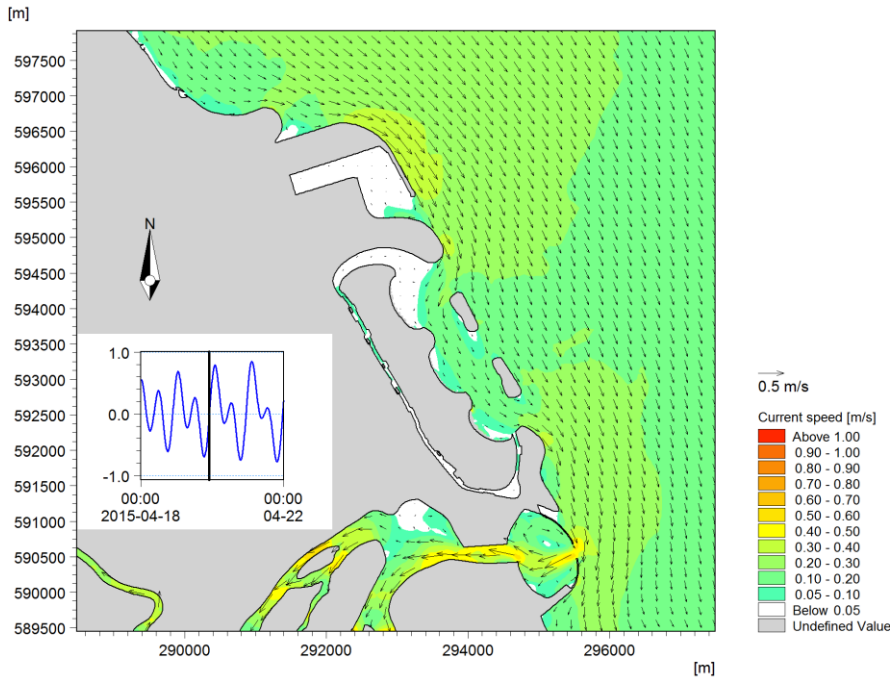 [m]
597500
597000
596500
596000
595500
595000
594500
594000
593500
593000
592500
592000
591500
591000
590500
590000
589500
N
1.0
0.0
-1.0
00:00 00:00
2015-04-18 04-22
290000 292000 294000 296000
[m]
0.5 m/s
Current speed [m/s]
Above 1.00
0.90 - 1.00
0.80 - 0.90
0.70 - 0.80
0.60 - 0.70
0.50 - 0.60
0.40 - 0.50
0.30 - 0.40
0.20 - 0.30
0.10 - 0.20
0.05 - 0.10
Below 0.05
Undefined Value